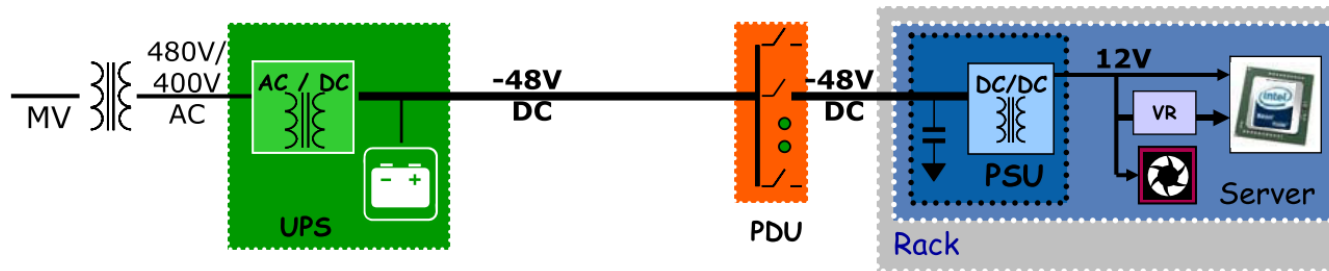 MV
480V/
400V
AC
AC / DC
UPS
-48V
DC
PDU
-48V
DC
DC/DC
PSU
12V
VR
intel
Server
Rack